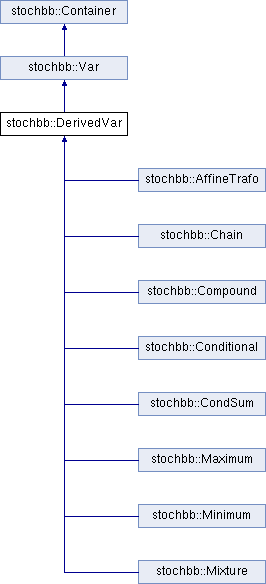 stochbb::Container
stochbb::Var
stochbb::DerivedVar
stochbb::AffineTrafo
stochbb::Chain
stochbb::Compound
stochbb::Conditional
stochbb::CondSum
stochbb::Maximum
stochbb::Minimum
stochbb::Mixture